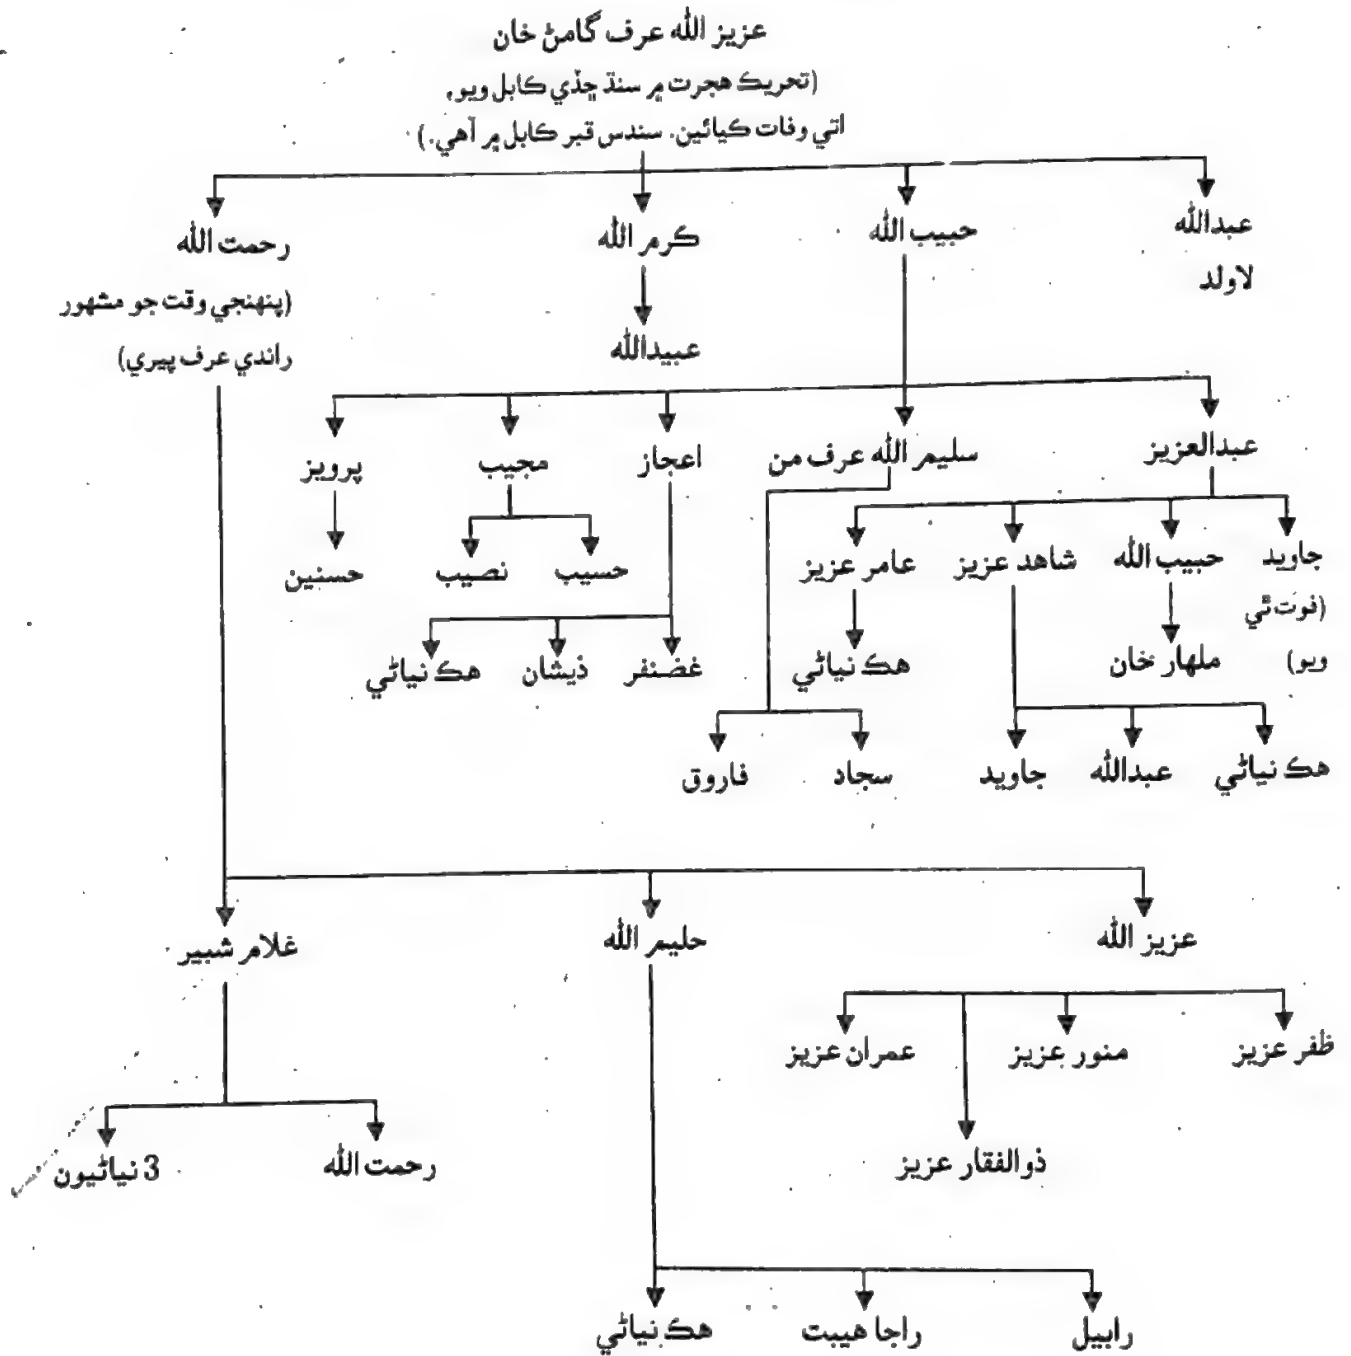 عزيز الله عرف گامڻ خان
(تحريڪ هجرت ۾ سنڌ ڇڏي ڪابل ويو،
اتي وفات ڪيائين. سندس قبر ڪابل ۾ آهي.)
عبدالله
حبيب الله
ڪرم الله
رحمت الله
لاولد
(پنهنجي وقت جو مشهور
راندي عرف پيري)
عبيدالله
عبدالعزيز
سليم الله عرف من
اعجاز
مجيب
پرويز
جاويد
حبيب الله
شاهد عزيز
عامر عزيز
حسيب
نصيب
حسنين
(فوت ٿي
ويو)
ملهار خان
هڪ نياڻي
غضنفر
ذيشان
هڪ نياڻي
هڪ نياڻي
عبدالله
جاويد
سجاد
فاروق
عزيز الله
حليم الله
غلام شبير
ظفر عزيز
منور عزيز
عمران عزيز
ذوالفقار عزيز
رحمت الله
3 نياڻيون
رابيل
راجا هيبت
هڪ نياڻي